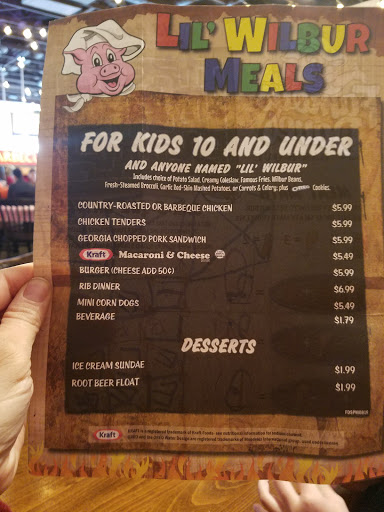 LIL' WILBUR
MEALS
FOR KIDS 10 AND UNDER
AND ANYONE NAMED "LIL' WILBUR"
Includes choice of Potato Salad, Creamy Coleslaw, Famous Fries, Wilbur Beans,
Fresh-Steamed Broccoli, Garlic Red-Skin Mashed Potatoes, or Carrots & Celery; plus Cookies.
COUNTRY-ROASTED OR BARBEQUE CHICKEN $5.99
CHICKEN TENDERS $5.99
GEORGIA CHOPPED PORK SANDWICH $5.99
Kraft Macaroni & Cheese $5.49
BURGER (CHEESE ADD 50¢) $5.99
RIB DINNER $6.99
MINI CORN DOGS $5.49
BEVERAGE $1.79
DESSERTS
ICE CREAM SUNDAE $1.99
ROOT BEER FLOAT $1.99
Kraft